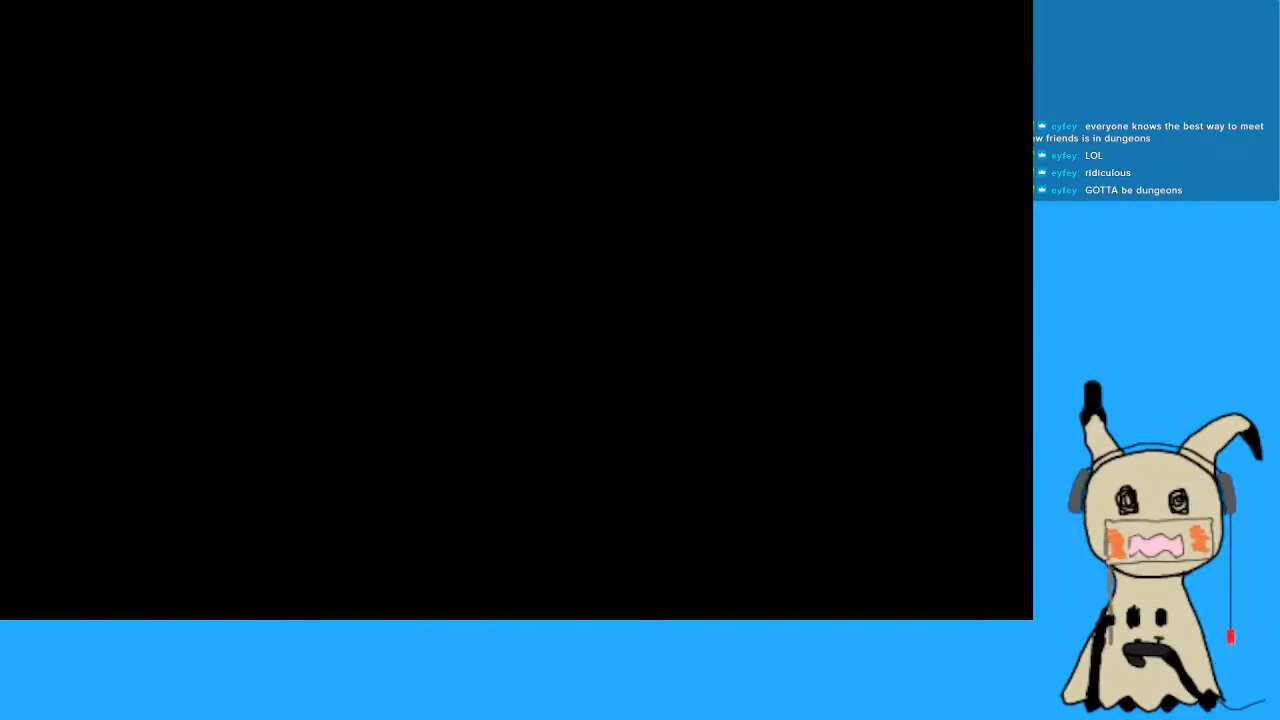 eyfey everyone knows the best way to meet
ew friends is in dungeons
eyfey LOL
eyfey ridiculous
eyfey GOTTA be dungeons